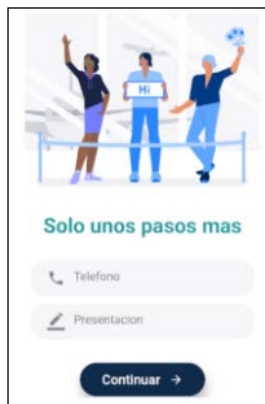 Hi
Solo unos pasos mas
Telefono
Presentacion
Continuar →